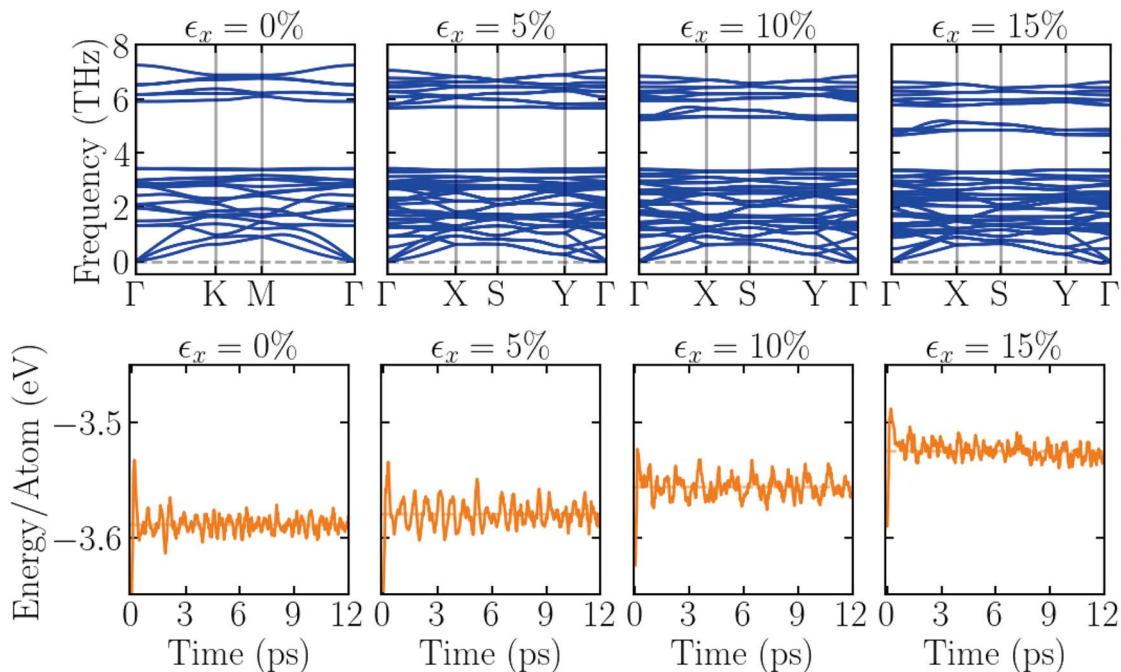 ϵₓ = 0% ϵₓ = 5% ϵₓ = 10% ϵₓ = 15%
Frequency (THz)
8
6
4
2
0
Γ K M Γ Γ X S Y Γ Γ X S Y Γ Γ X S Y Γ
ϵₓ = 0% ϵₓ = 5% ϵₓ = 10% ϵₓ = 15%
Energy/Atom (eV)
−3.5
−3.6
0 3 6 9 12 0 3 6 9 12 0 3 6 9 12 0 3 6 9 12
Time (ps) Time (ps) Time (ps) Time (ps)